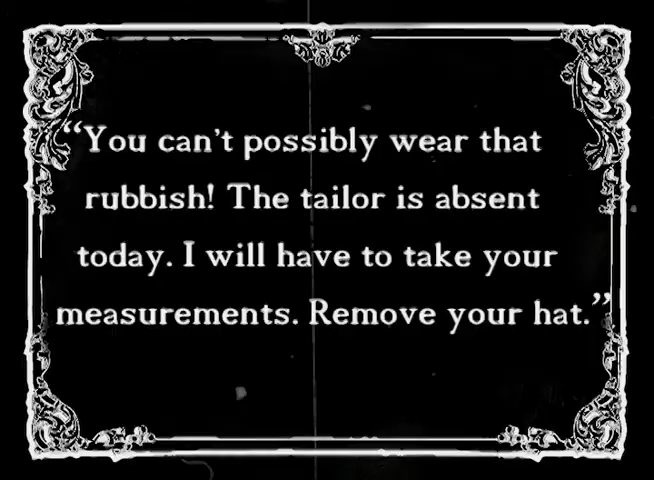 “You can't possibly wear that
rubbish! The tailor is absent
today. I will have to take your
measurements. Remove your hat.”